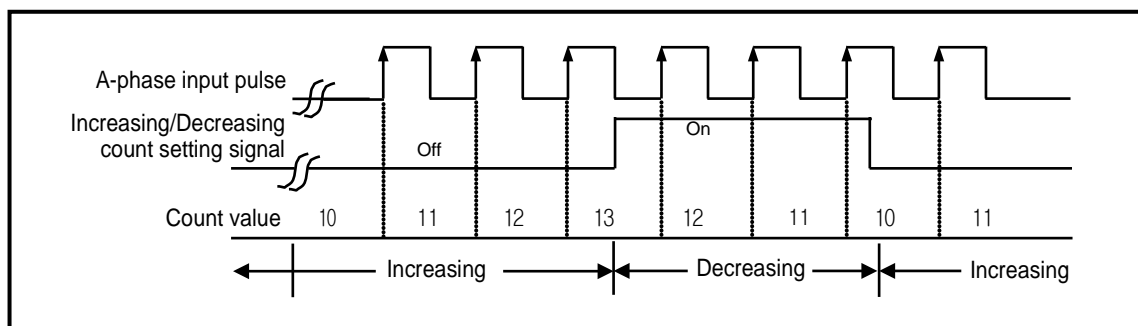 A-phase input pulse
Increasing/Decreasing
count setting signal
On
Off
Count value 10 11 12 13 12 11 10 11
Increasing Decreasing Increasing